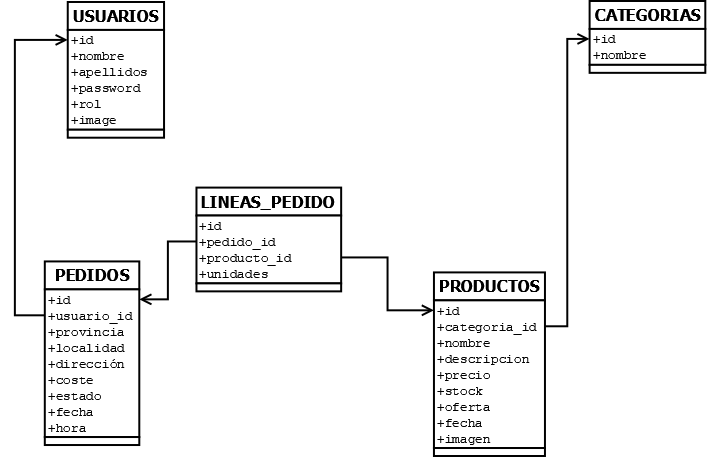 USUARIOS
+id
+nombre
+apellidos
+password
+rol
+image
CATEGORIAS
+id
+nombre
LINEAS_PEDIDO
+id
+pedido_id
+producto_id
+unidades
PEDIDOS
+id
+usuario_id
+provincia
+localidad
+dirección
+coste
+estado
+fecha
+hora
PRODUCTOS
+id
+categoria_id
+nombre
+descripcion
+precio
+stock
+oferta
+fecha
+imagen